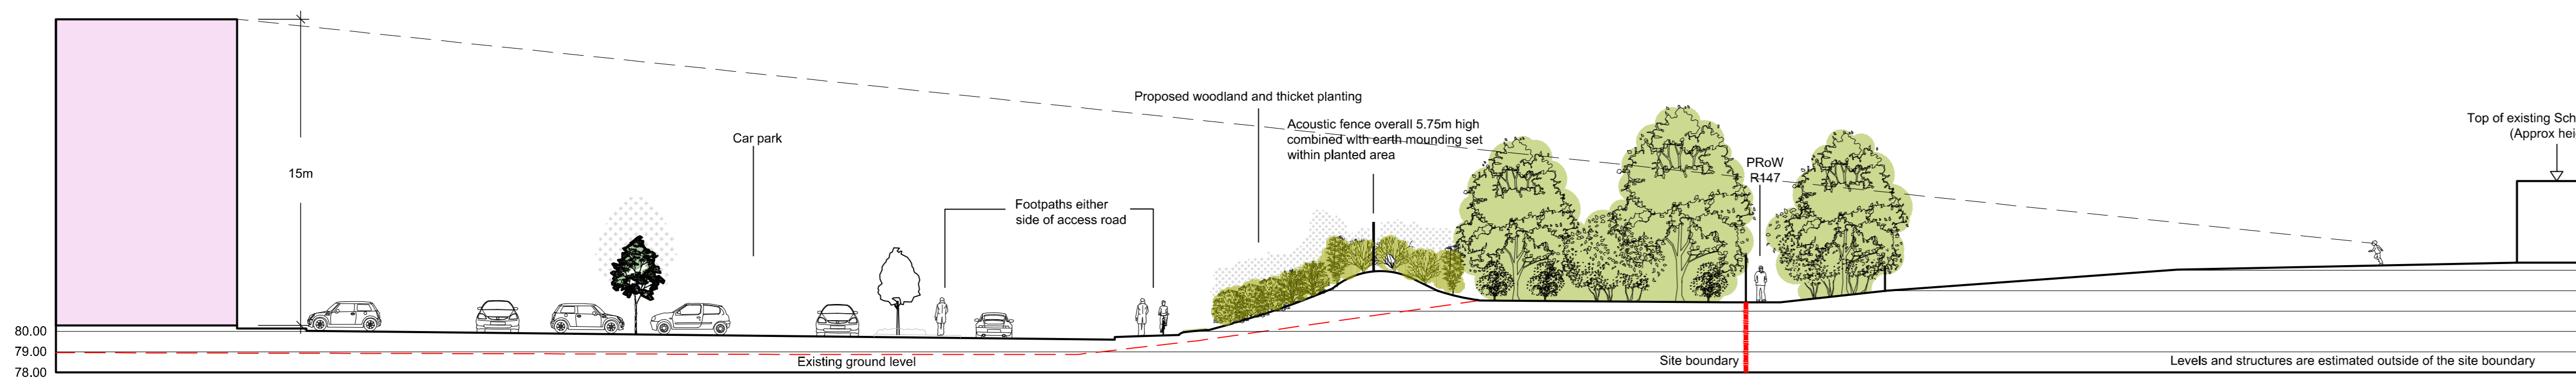 Proposed woodland and thicket planting
Acoustic fence overall 5.75m high
combined with earth mounding set
within planted area
Top of existing Sch
(Approx hei
Car park
PRoW
R147
15m
Footpaths either
side of access road
80.00
79.00
78.00
Existing ground level
Site boundary
Levels and structures are estimated outside of the site boundary